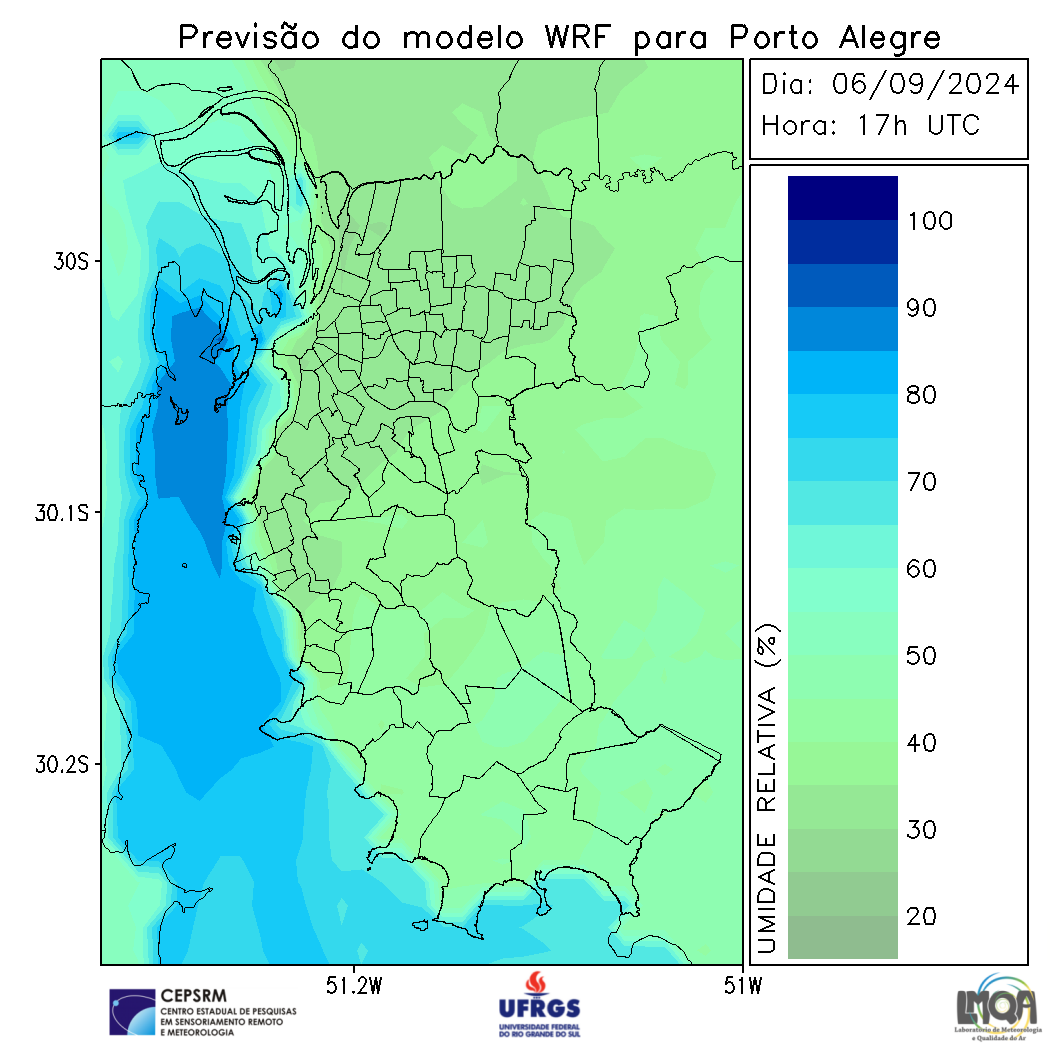 Previsão do modelo WRF para Porto Alegre
Dia: 06/09/2024
Hora: 17h UTC
30S
30.1S
30.2S
51.2W
51W
100
90
80
70
60
50
40
30
20
UMIDADE RELATIVA (%)
CEPSRM
CENTRO ESTADUAL DE PESQUISAS
EM SENSORIAMENTO REMOTO
E METEOROLOGIA
UFRGS
UNIVERSIDADE FEDERAL
DO RIO GRANDE DO SUL
LMQA
Laboratório de Meteorologia
e Qualidade do Ar